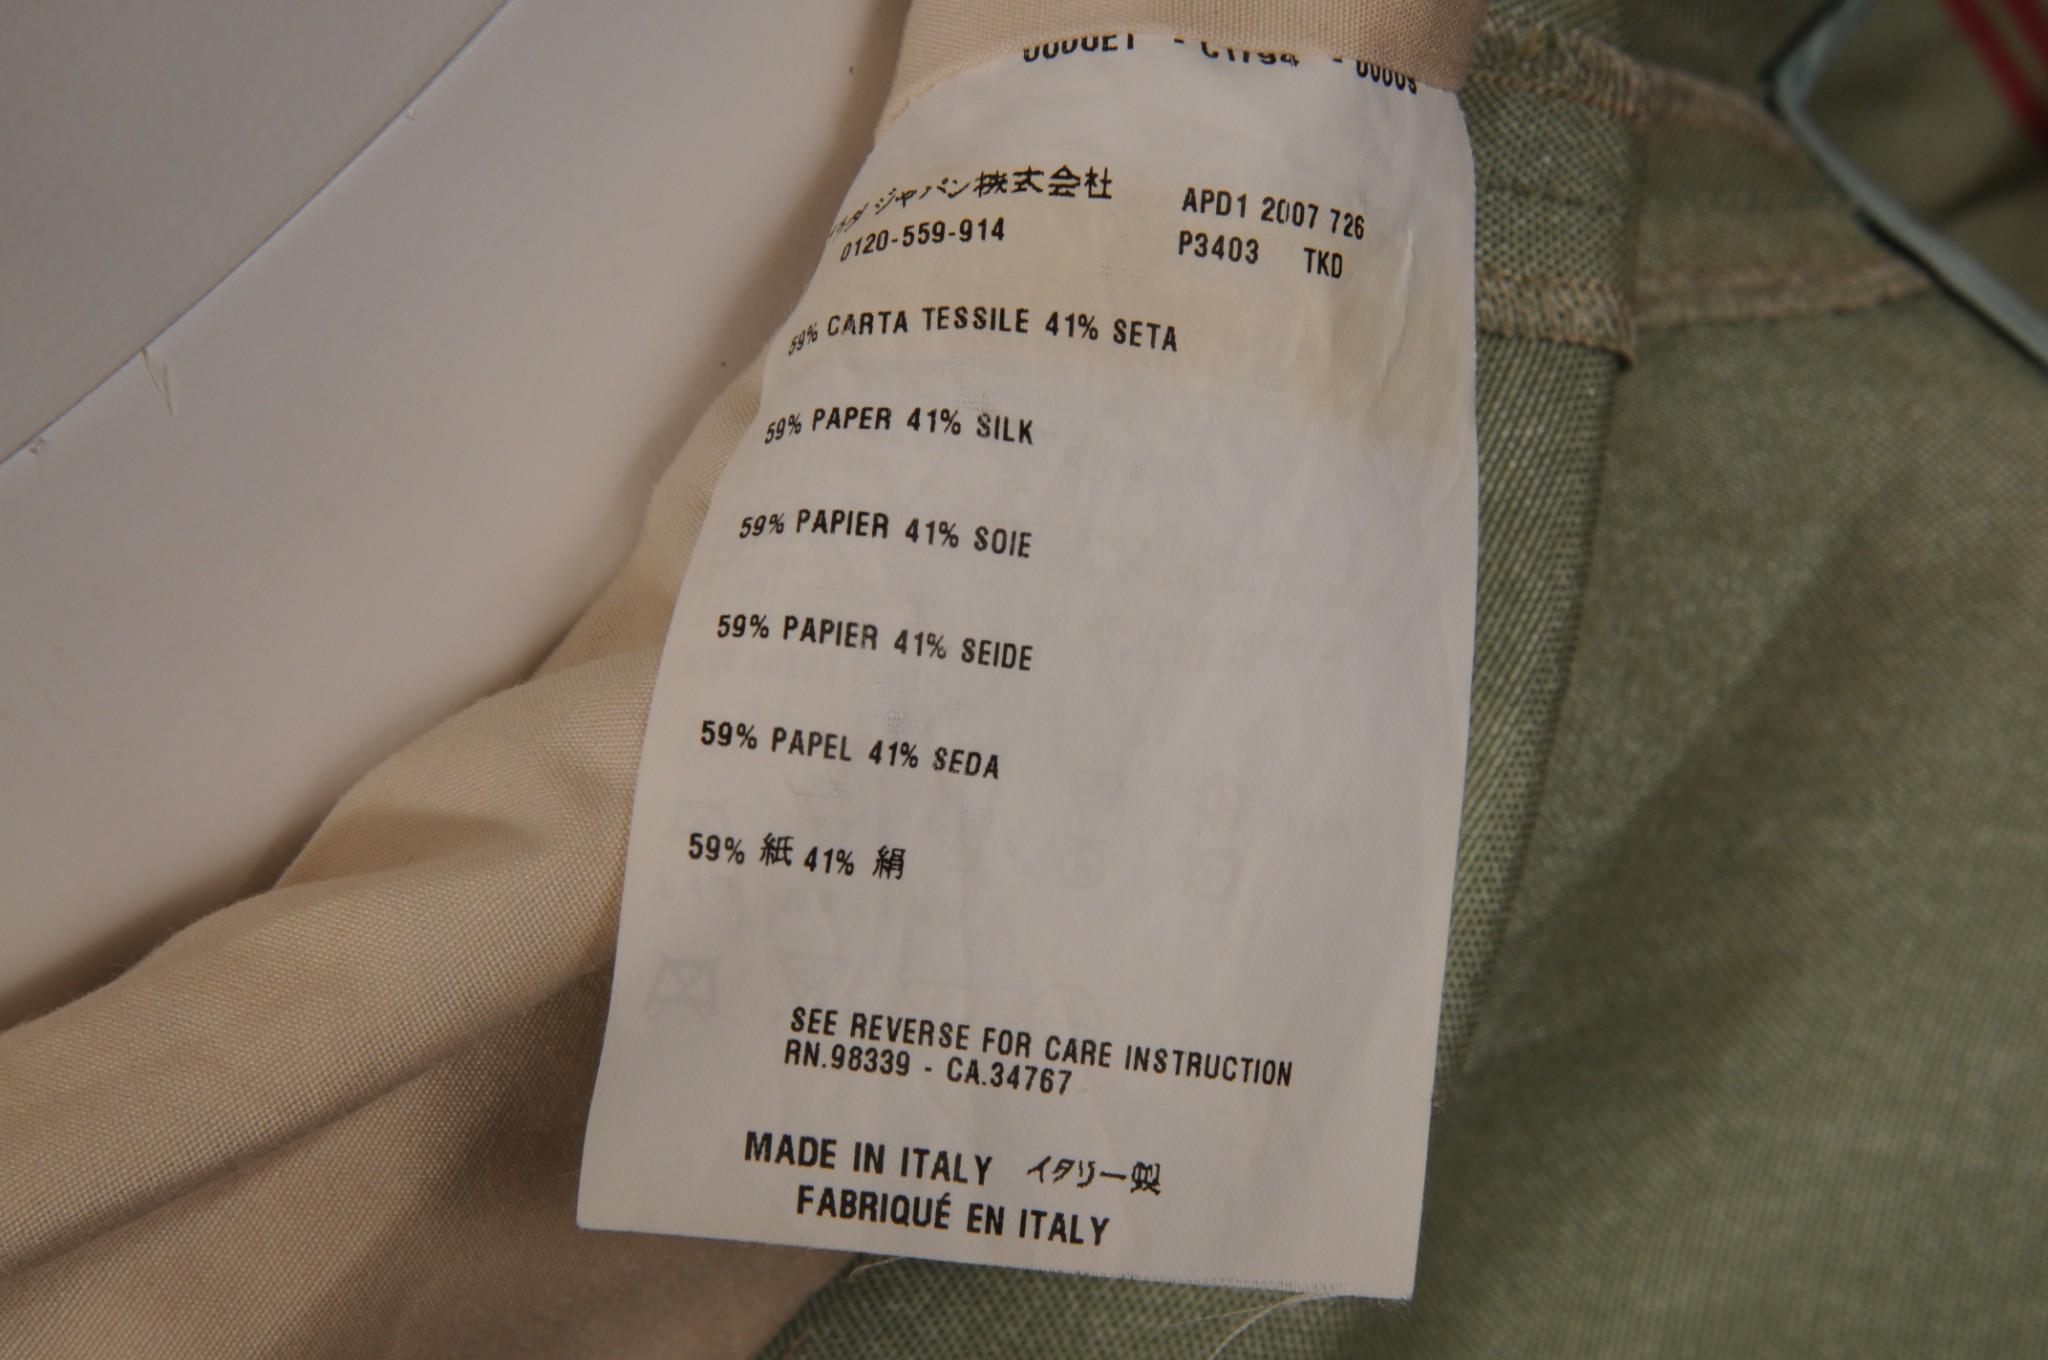 ジャパン株式会社
0120-559-914
APD1 2007 726
P3403 TKD
59% CARTA TESSILE 41% SETA
59% PAPER 41% SILK
59% PAPIER 41% SOIE
59% PAPIER 41% SEIDE
59% PAPEL 41% SEDA
59% 紙 41% 絹
SEE REVERSE FOR CARE INSTRUCTION
RN.98339 - CA.34767
MADE IN ITALY イタリー製
FABRIQUÉ EN ITALY